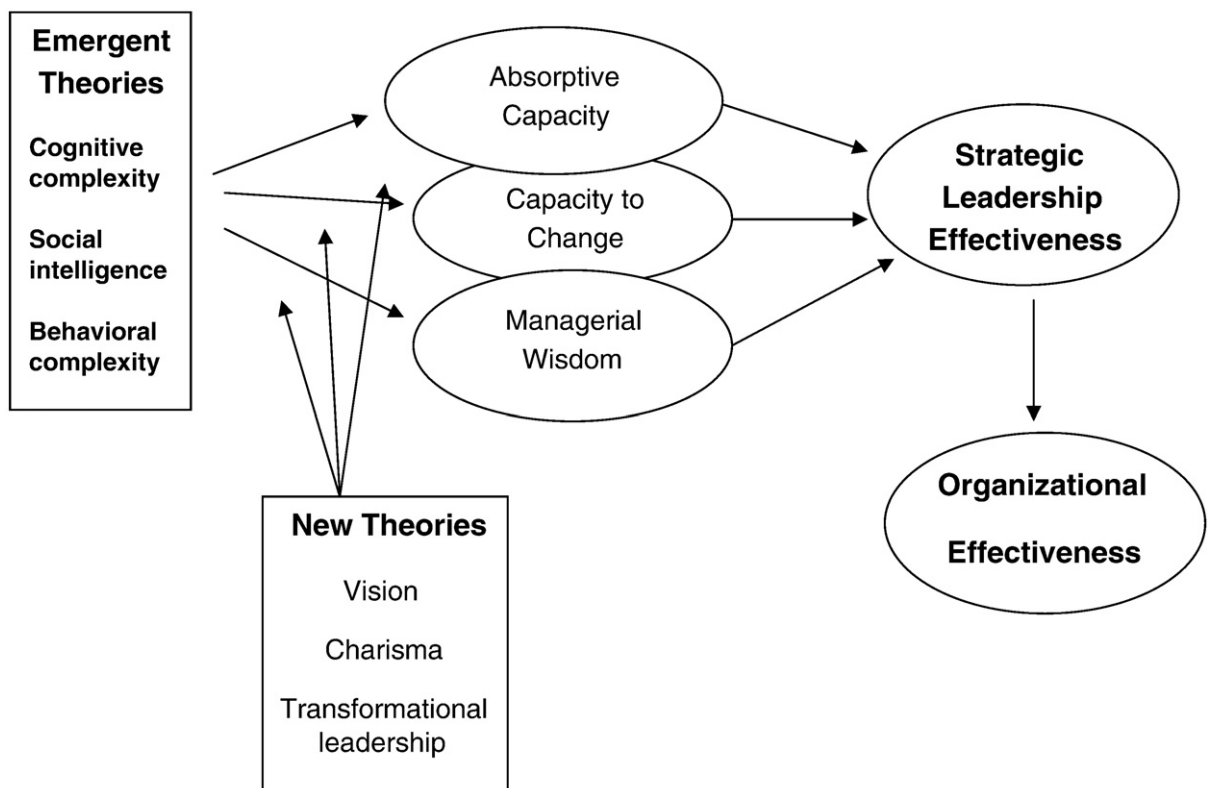 Emergent
Theories
Cognitive
complexity
Social
intelligence
Behavioral
complexity
Absorptive
Capacity
Capacity to
Change
Managerial
Wisdom
Strategic
Leadership
Effectiveness
Organizational
Effectiveness
New Theories
Vision
Charisma
Transformational
leadership